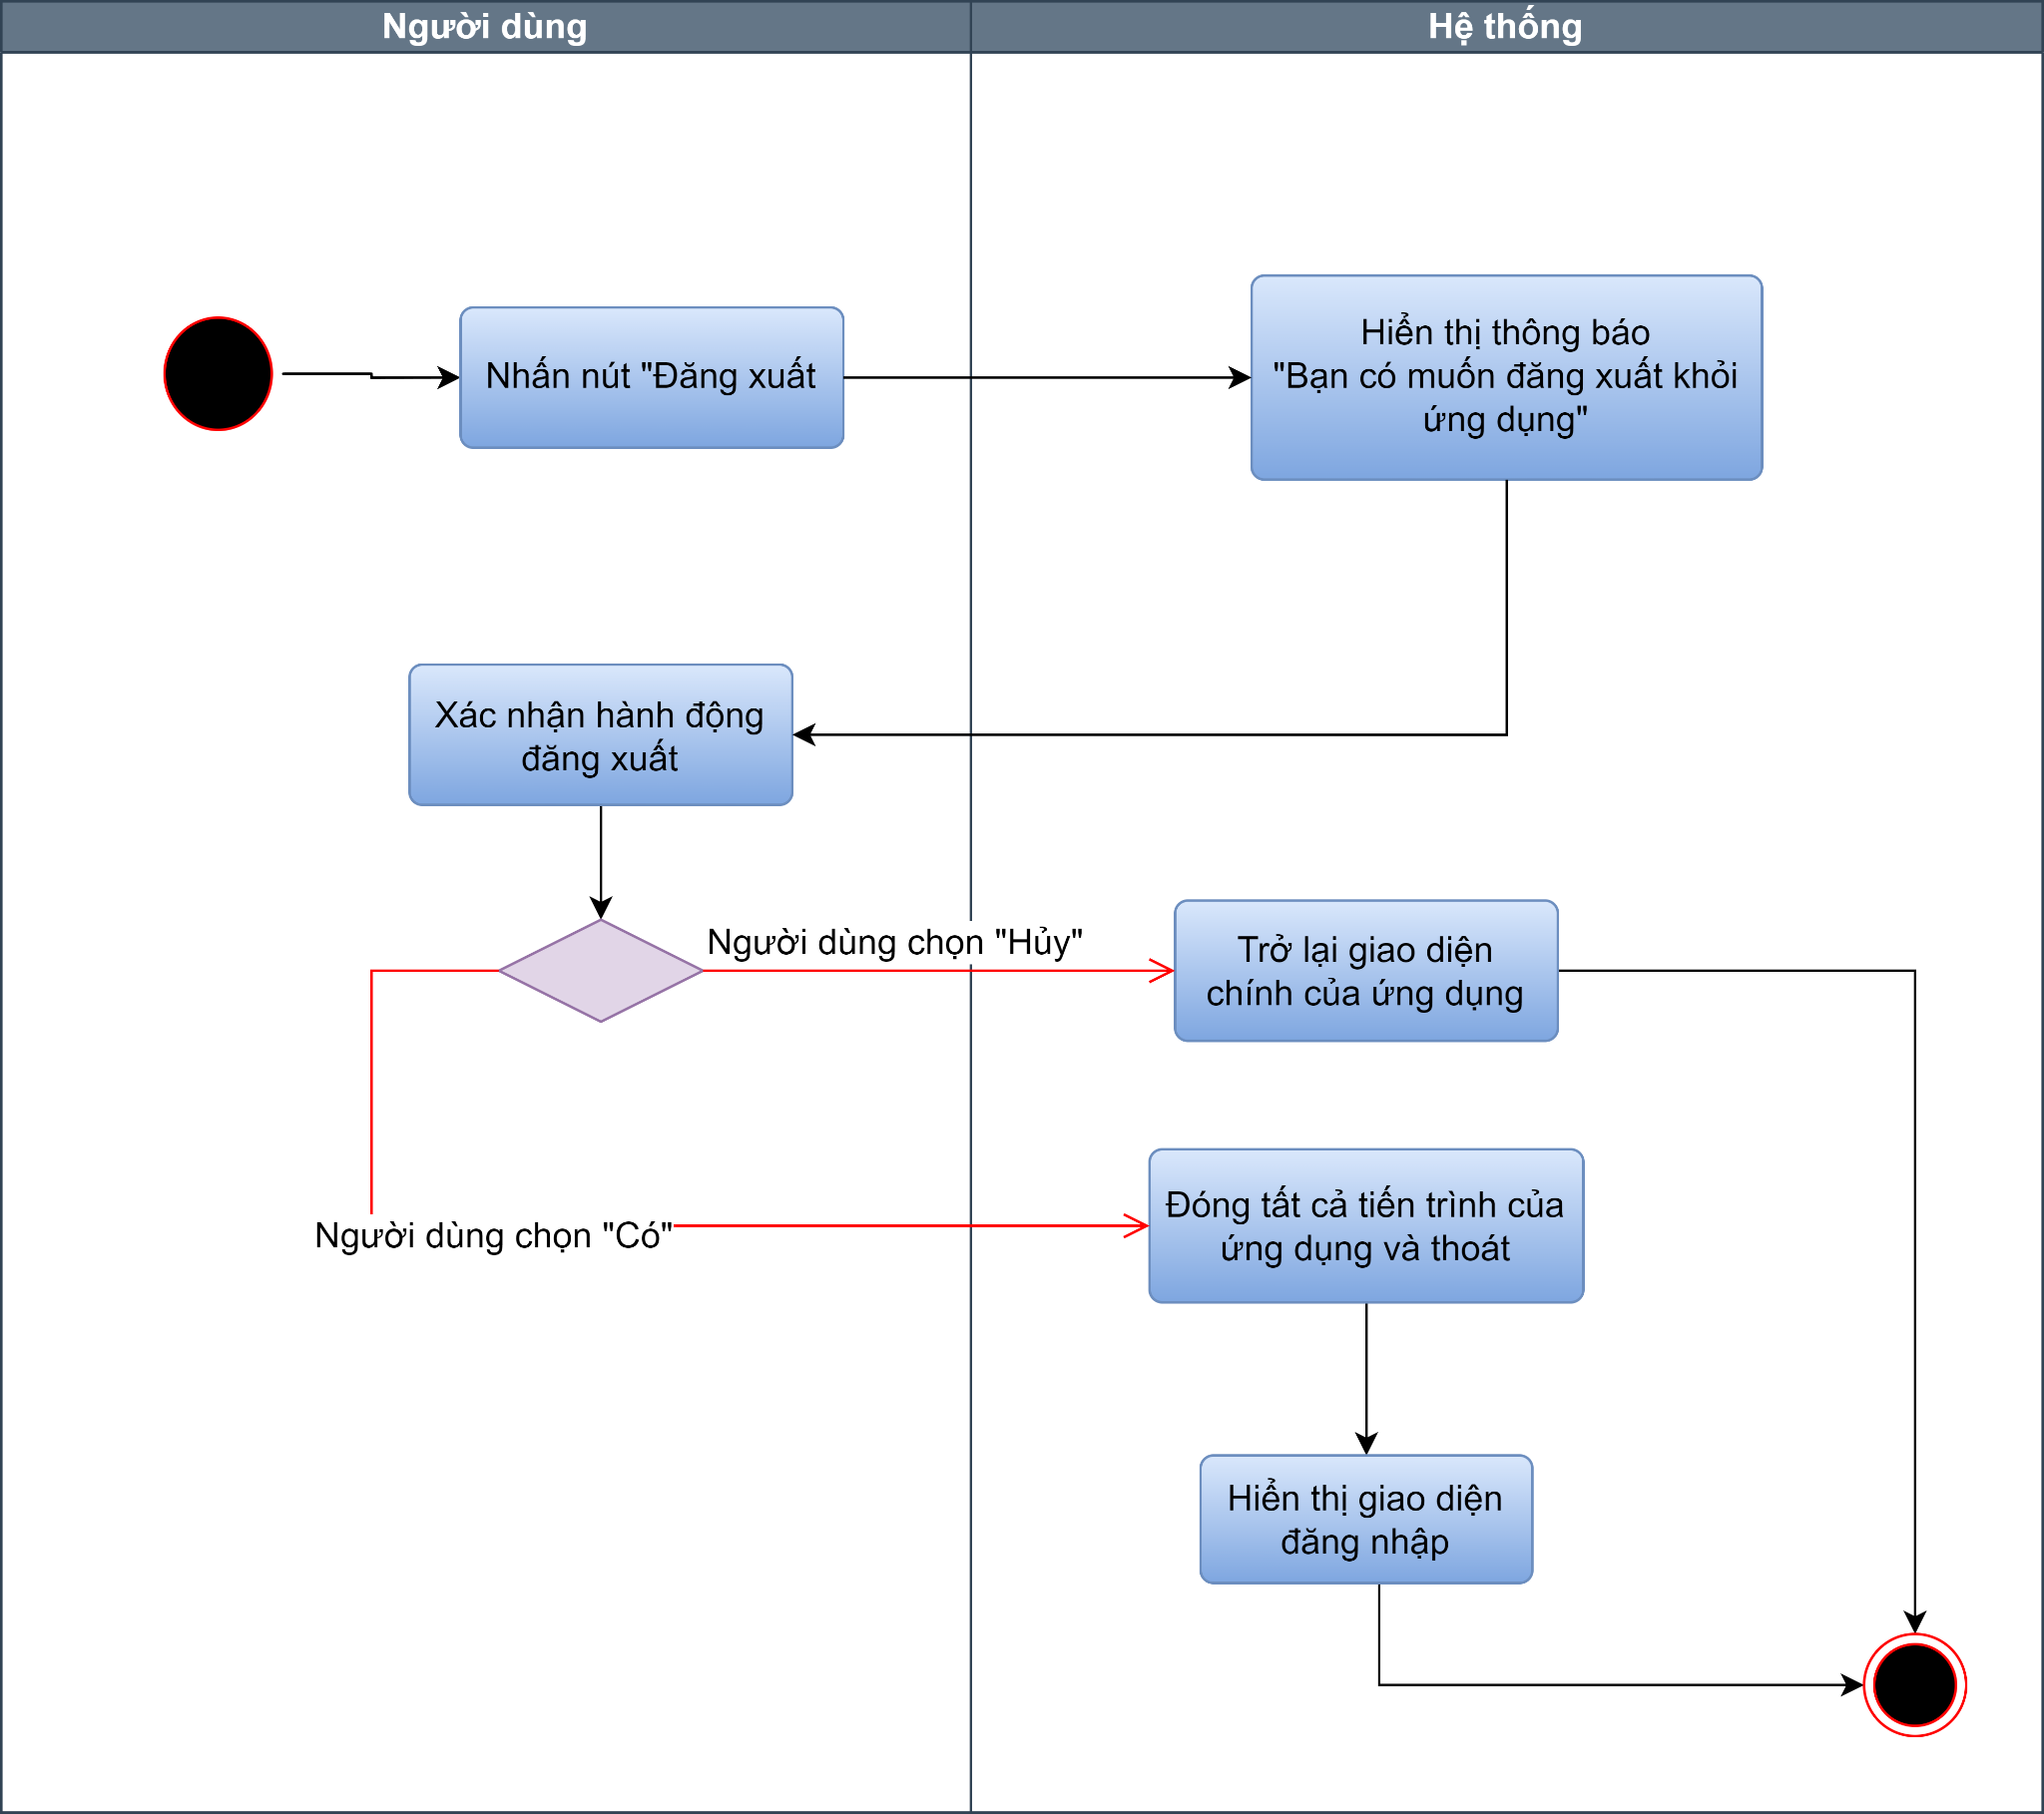 Người dùng
Hệ thống
Nhấn nút "Đăng xuất
Hiển thị thông báo
"Bạn có muốn đăng xuất khỏi
ứng dụng"
Xác nhận hành động
đăng xuất
Người dùng chọn "Hủy"
Trở lại giao diện
chính của ứng dụng
Người dùng chọn "Có"
Đóng tất cả tiến trình của
ứng dụng và thoát
Hiển thị giao diện
đăng nhập